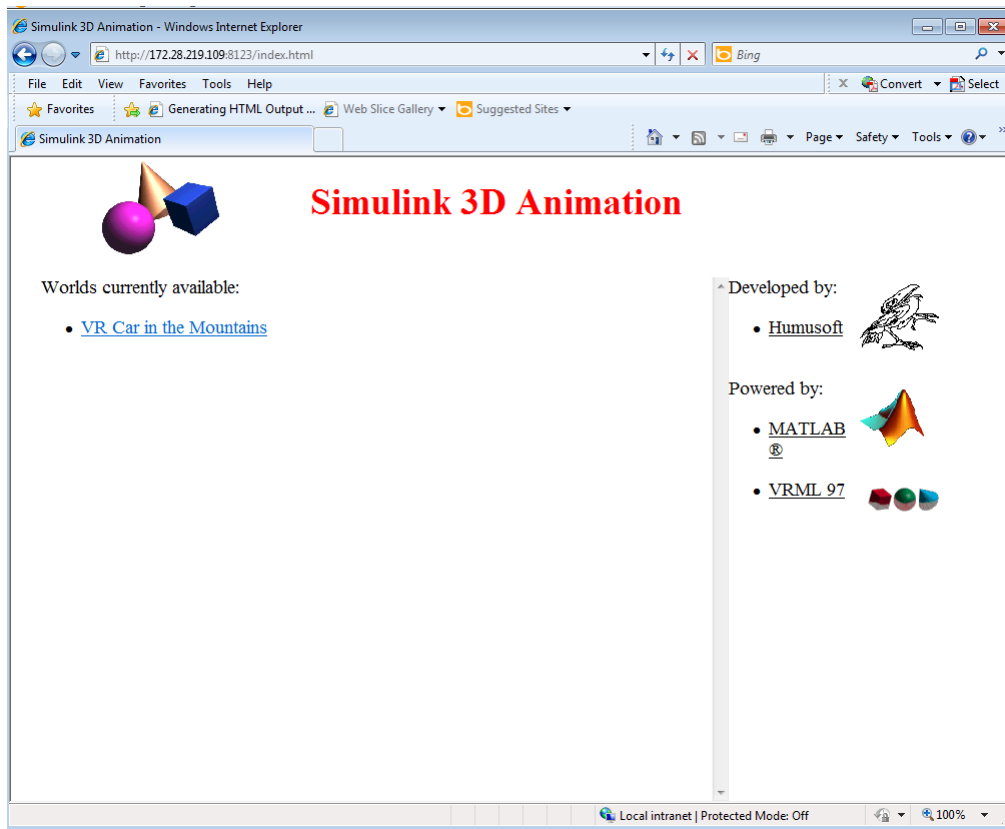 Simulink 3D Animation - Windows Internet Explorer
http://172.28.219.109:8123/index.html
Bing
File Edit View Favorites Tools Help
Convert Select
Favorites Generating HTML Output ... Web Slice Gallery Suggested Sites
Simulink 3D Animation
Page Safety Tools
Simulink 3D Animation
Worlds currently available:
• VR Car in the Mountains
Developed by:
• Humusoft
Powered by:
• MATLAB
®
• VRML 97
Local intranet | Protected Mode: Off
100%